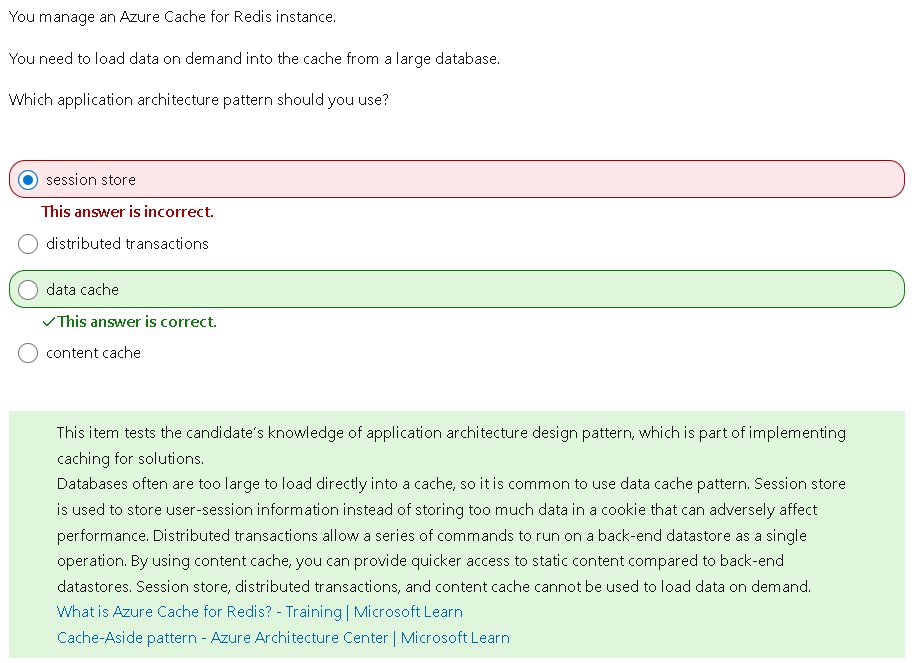 You manage an Azure Cache for Redis instance.
You need to load data on demand into the cache from a large database.
Which application architecture pattern should you use?
session store
This answer is incorrect.
distributed transactions
data cache
✓This answer is correct.
content cache
This item tests the candidate’s knowledge of application architecture design pattern, which is part of implementing
caching for solutions.
Databases often are too large to load directly into a cache, so it is common to use data cache pattern. Session store
is used to store user-session information instead of storing too much data in a cookie that can adversely affect
performance. Distributed transactions allow a series of commands to run on a back-end datastore as a single
operation. By using content cache, you can provide quicker access to static content compared to back-end
datastores. Session store, distributed transactions, and content cache cannot be used to load data on demand.
What is Azure Cache for Redis? - Training | Microsoft Learn
Cache-Aside pattern - Azure Architecture Center | Microsoft Learn